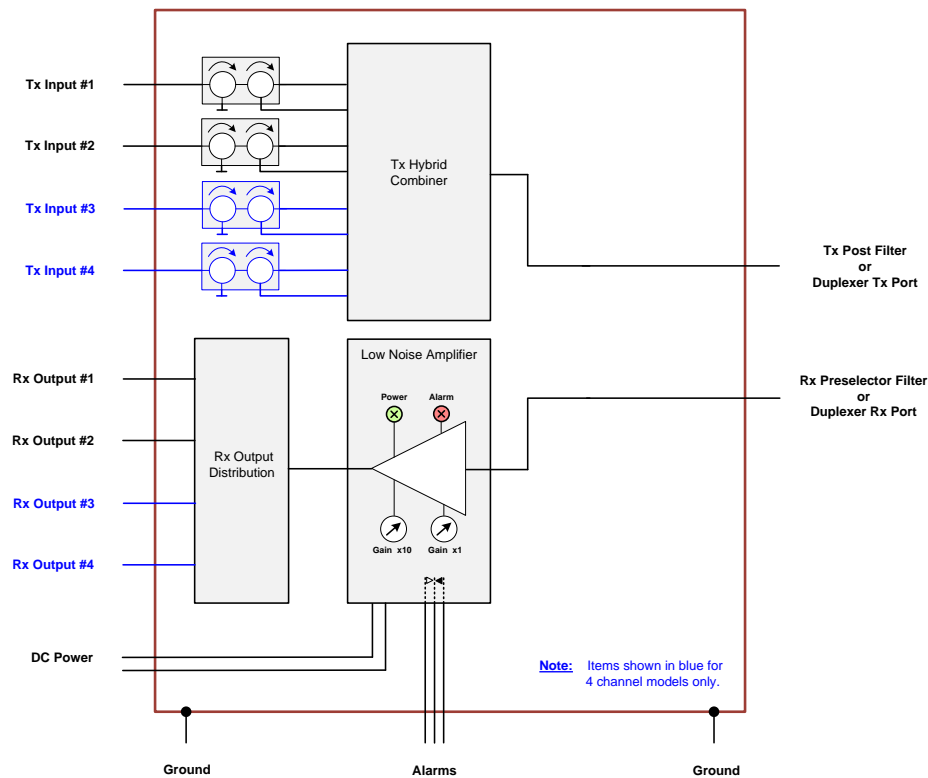 Tx Input #1
Tx Input #2
Tx Input #3
Tx Input #4
Tx Hybrid
Combiner
Tx Post Filter
or
Duplexer Tx Port
Rx Output #1
Rx Output #2
Rx Output #3
Rx Output #4
Rx Output
Distribution
Low Noise Amplifier
Power
Alarm
Gain x10
Gain x1
Rx Preselector Filter
or
Duplexer Rx Port
DC Power
Note: Items shown in blue for
4 channel models only.
Ground
Alarms
Ground